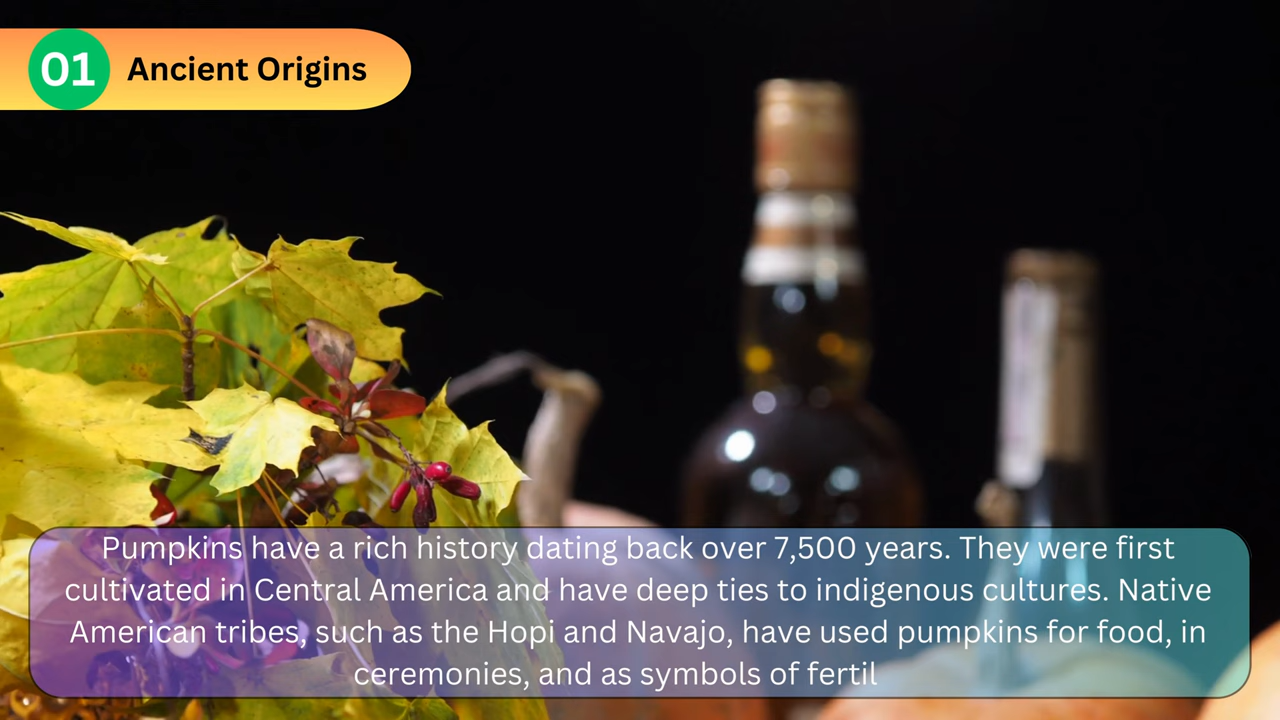 01 Ancient Origins
Pumpkins have a rich history dating back over 7,500 years. They were first
cultivated in Central America and have deep ties to indigenous cultures. Native
American tribes, such as the Hopi and Navajo, have used pumpkins for food, in
ceremonies, and as symbols of fertil